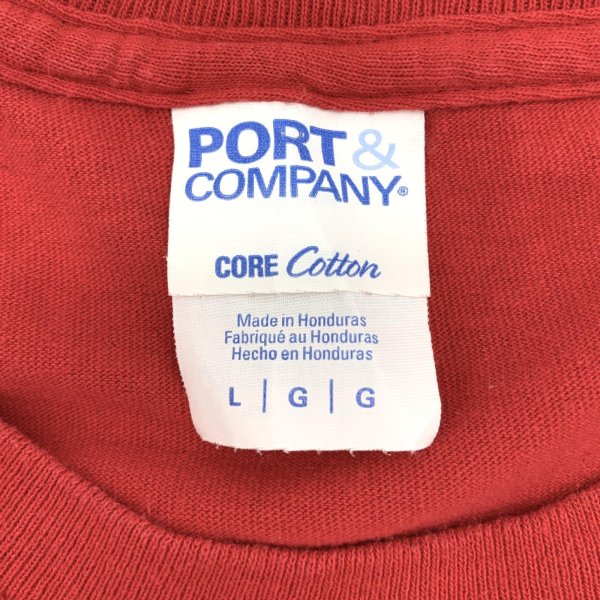 PORT &
COMPANY®
CORE Cotton
Made in Honduras
Fabriqué au Honduras
Hecho en Honduras
L | G | G